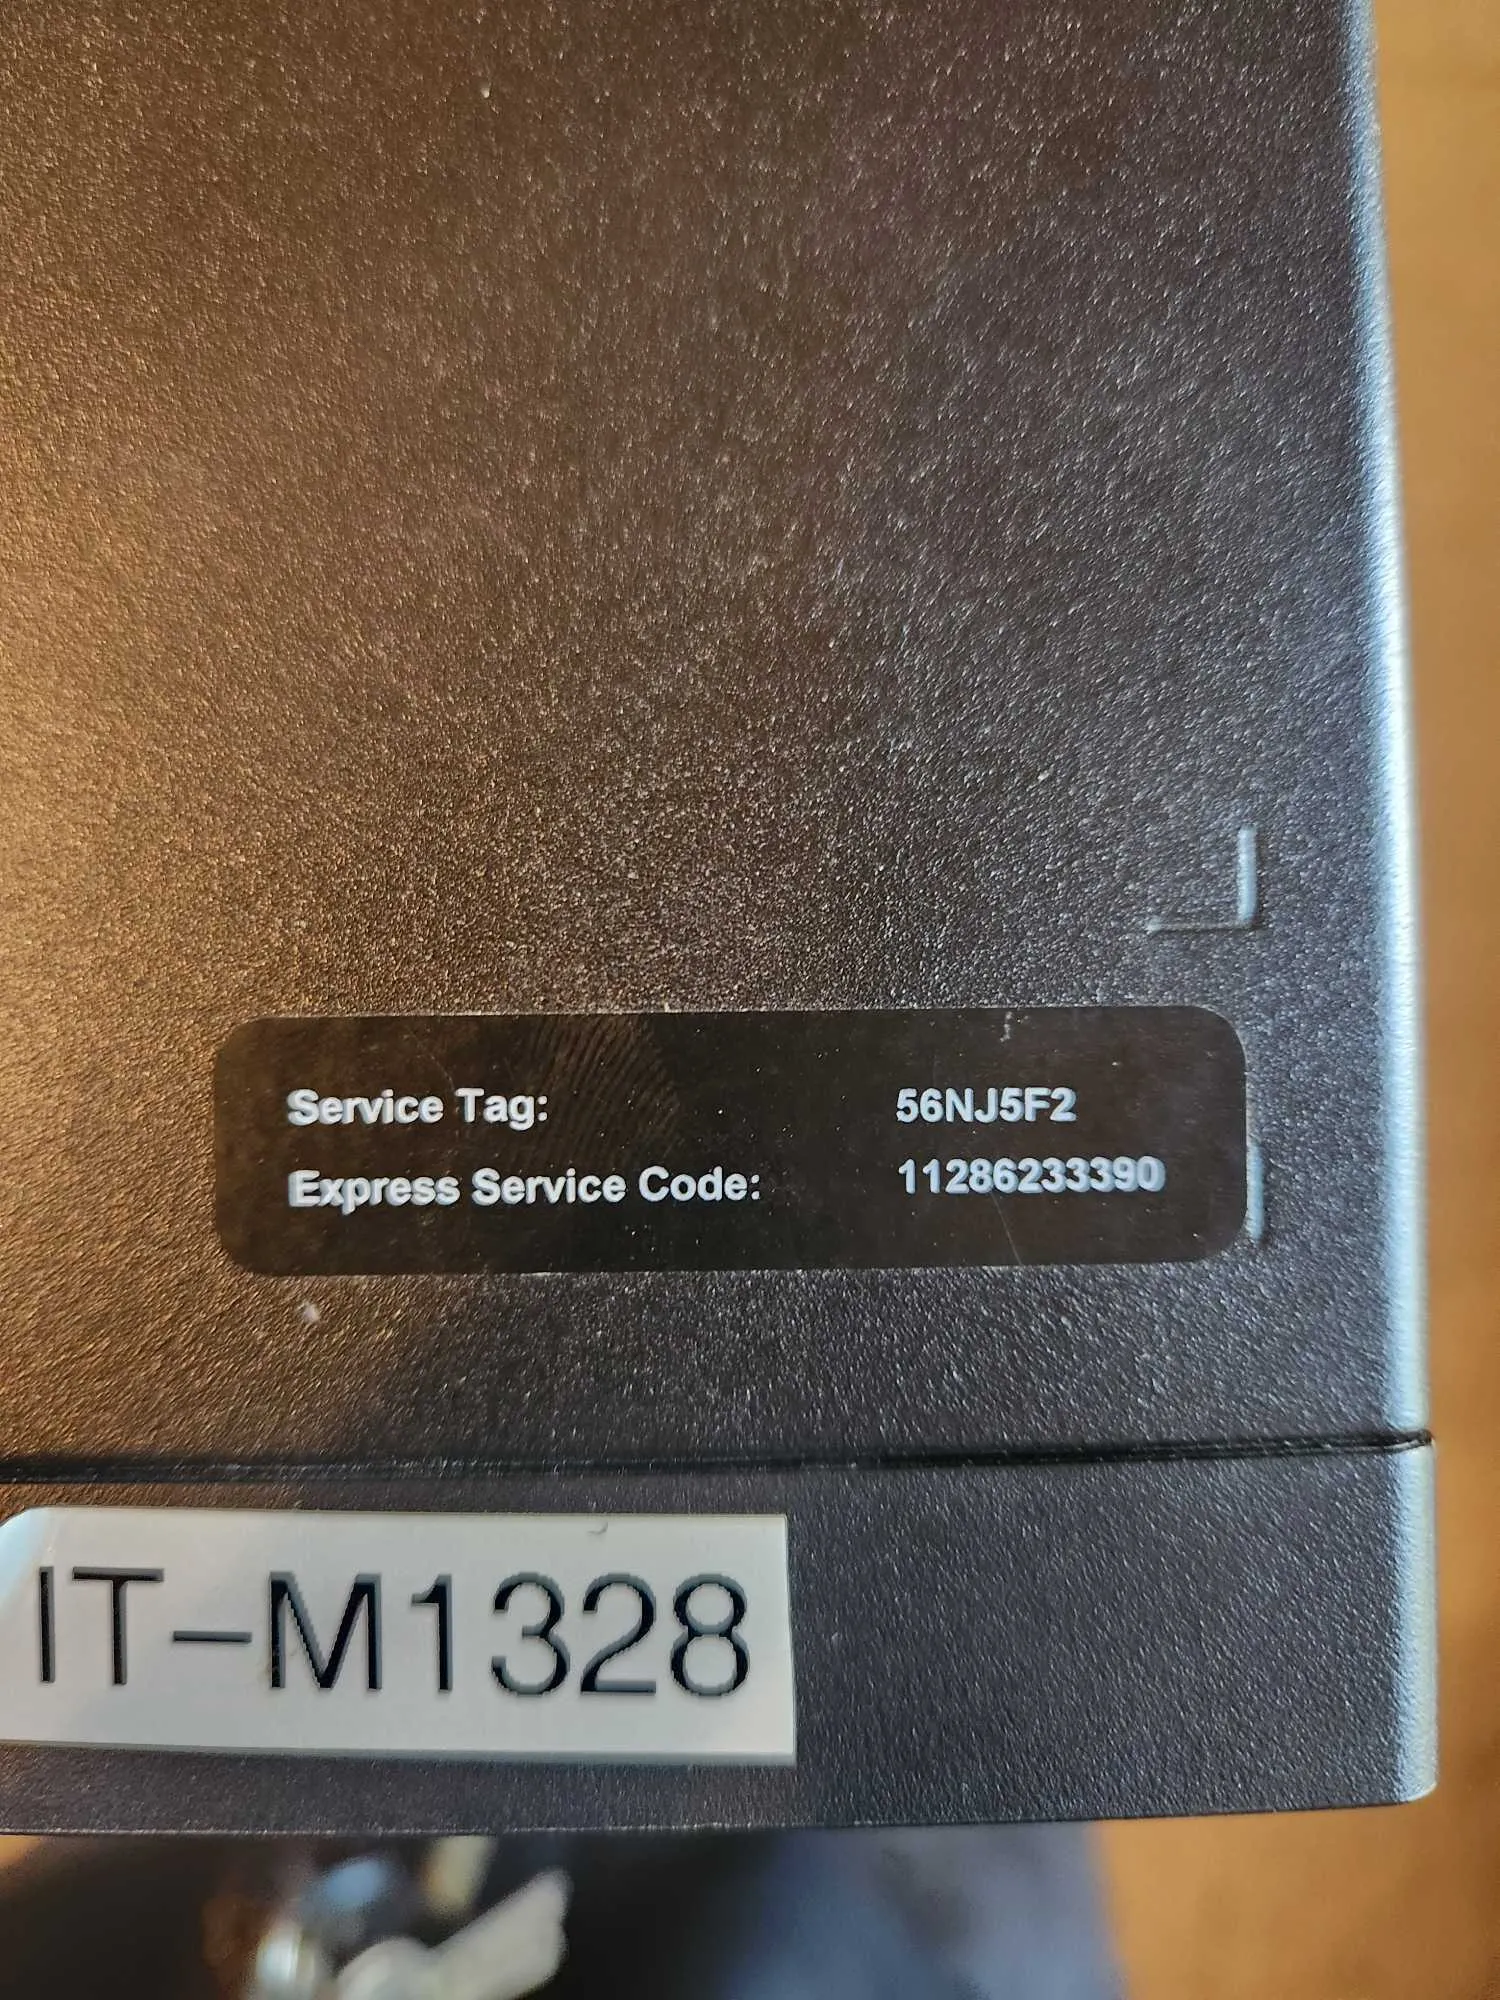 Service Tag: 56NJ5F2
Express Service Code: 11286233390
IT-M1328